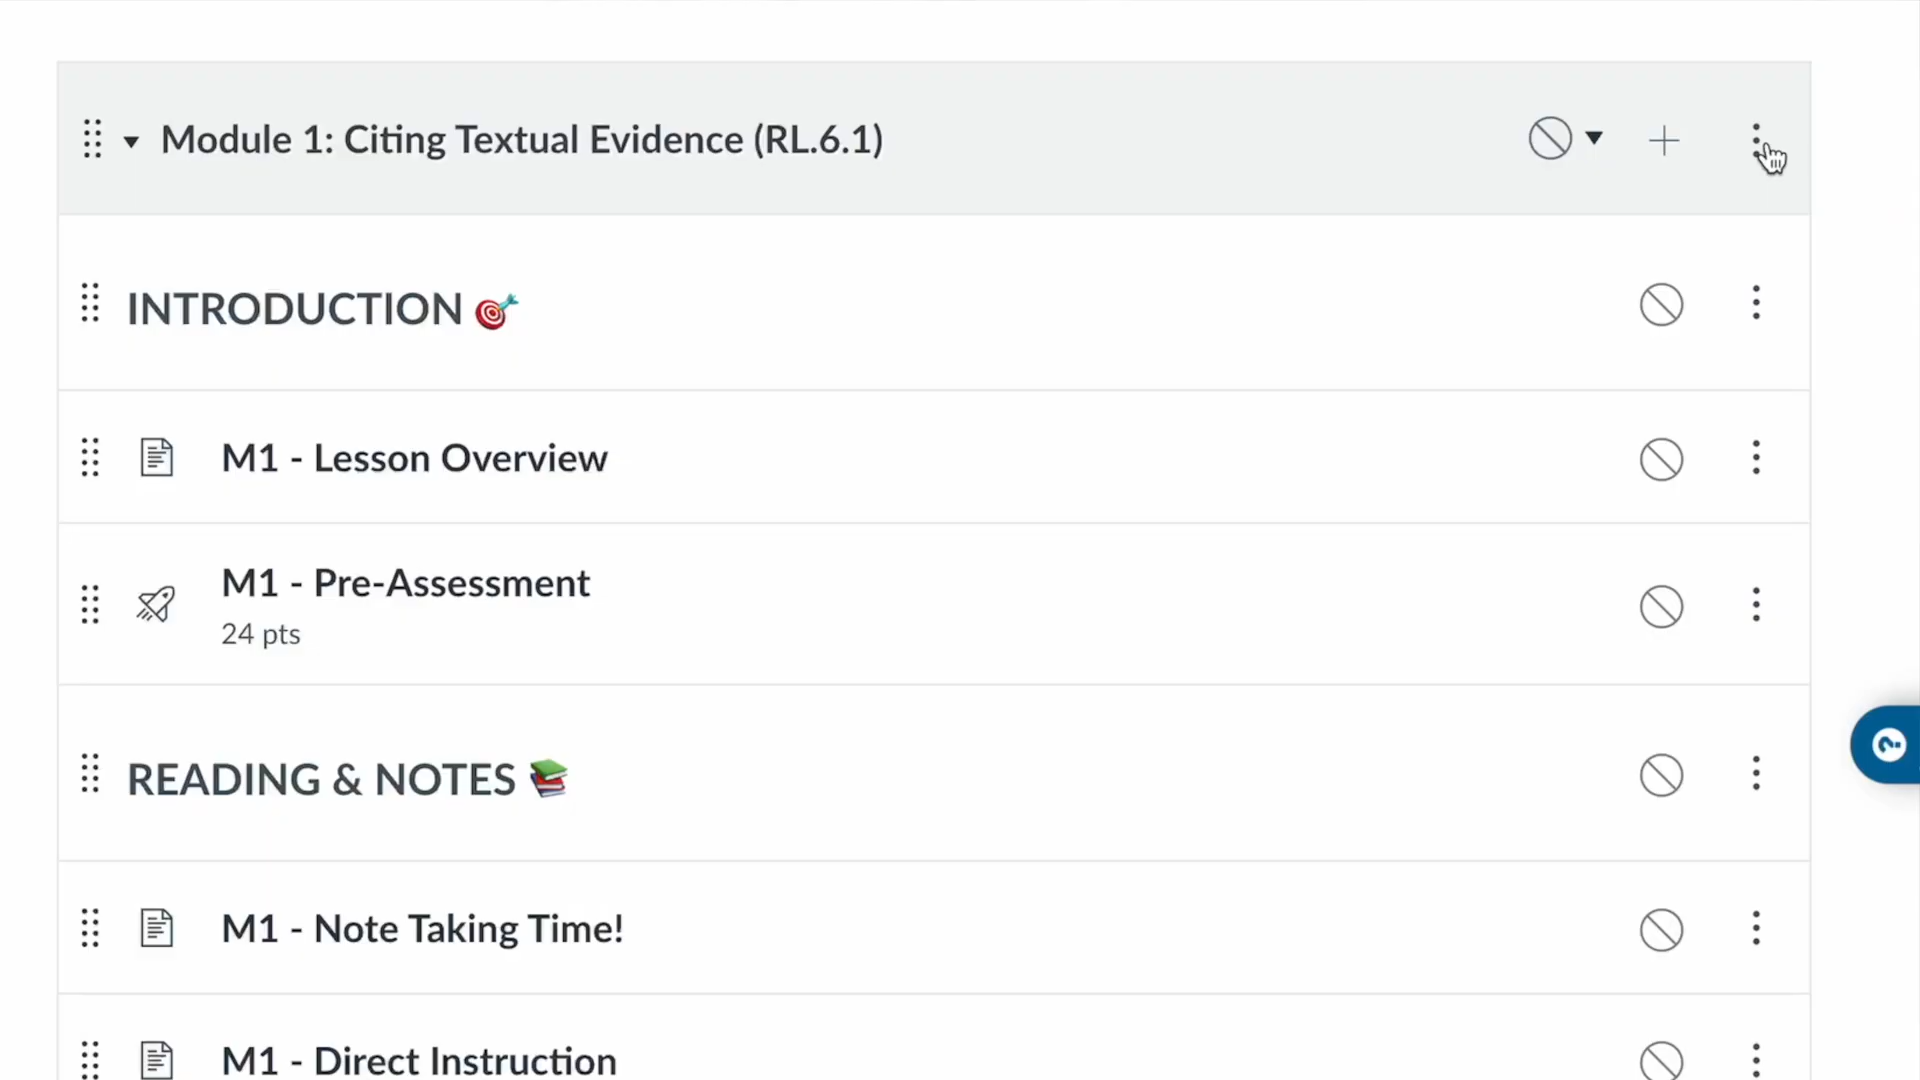 Module 1: Citing Textual Evidence (RL.6.1)
INTRODUCTION 🎯
M1 - Lesson Overview
M1 - Pre-Assessment
24 pts
READING & NOTES 📚
M1 - Note Taking Time!
M1 - Direct Instruction